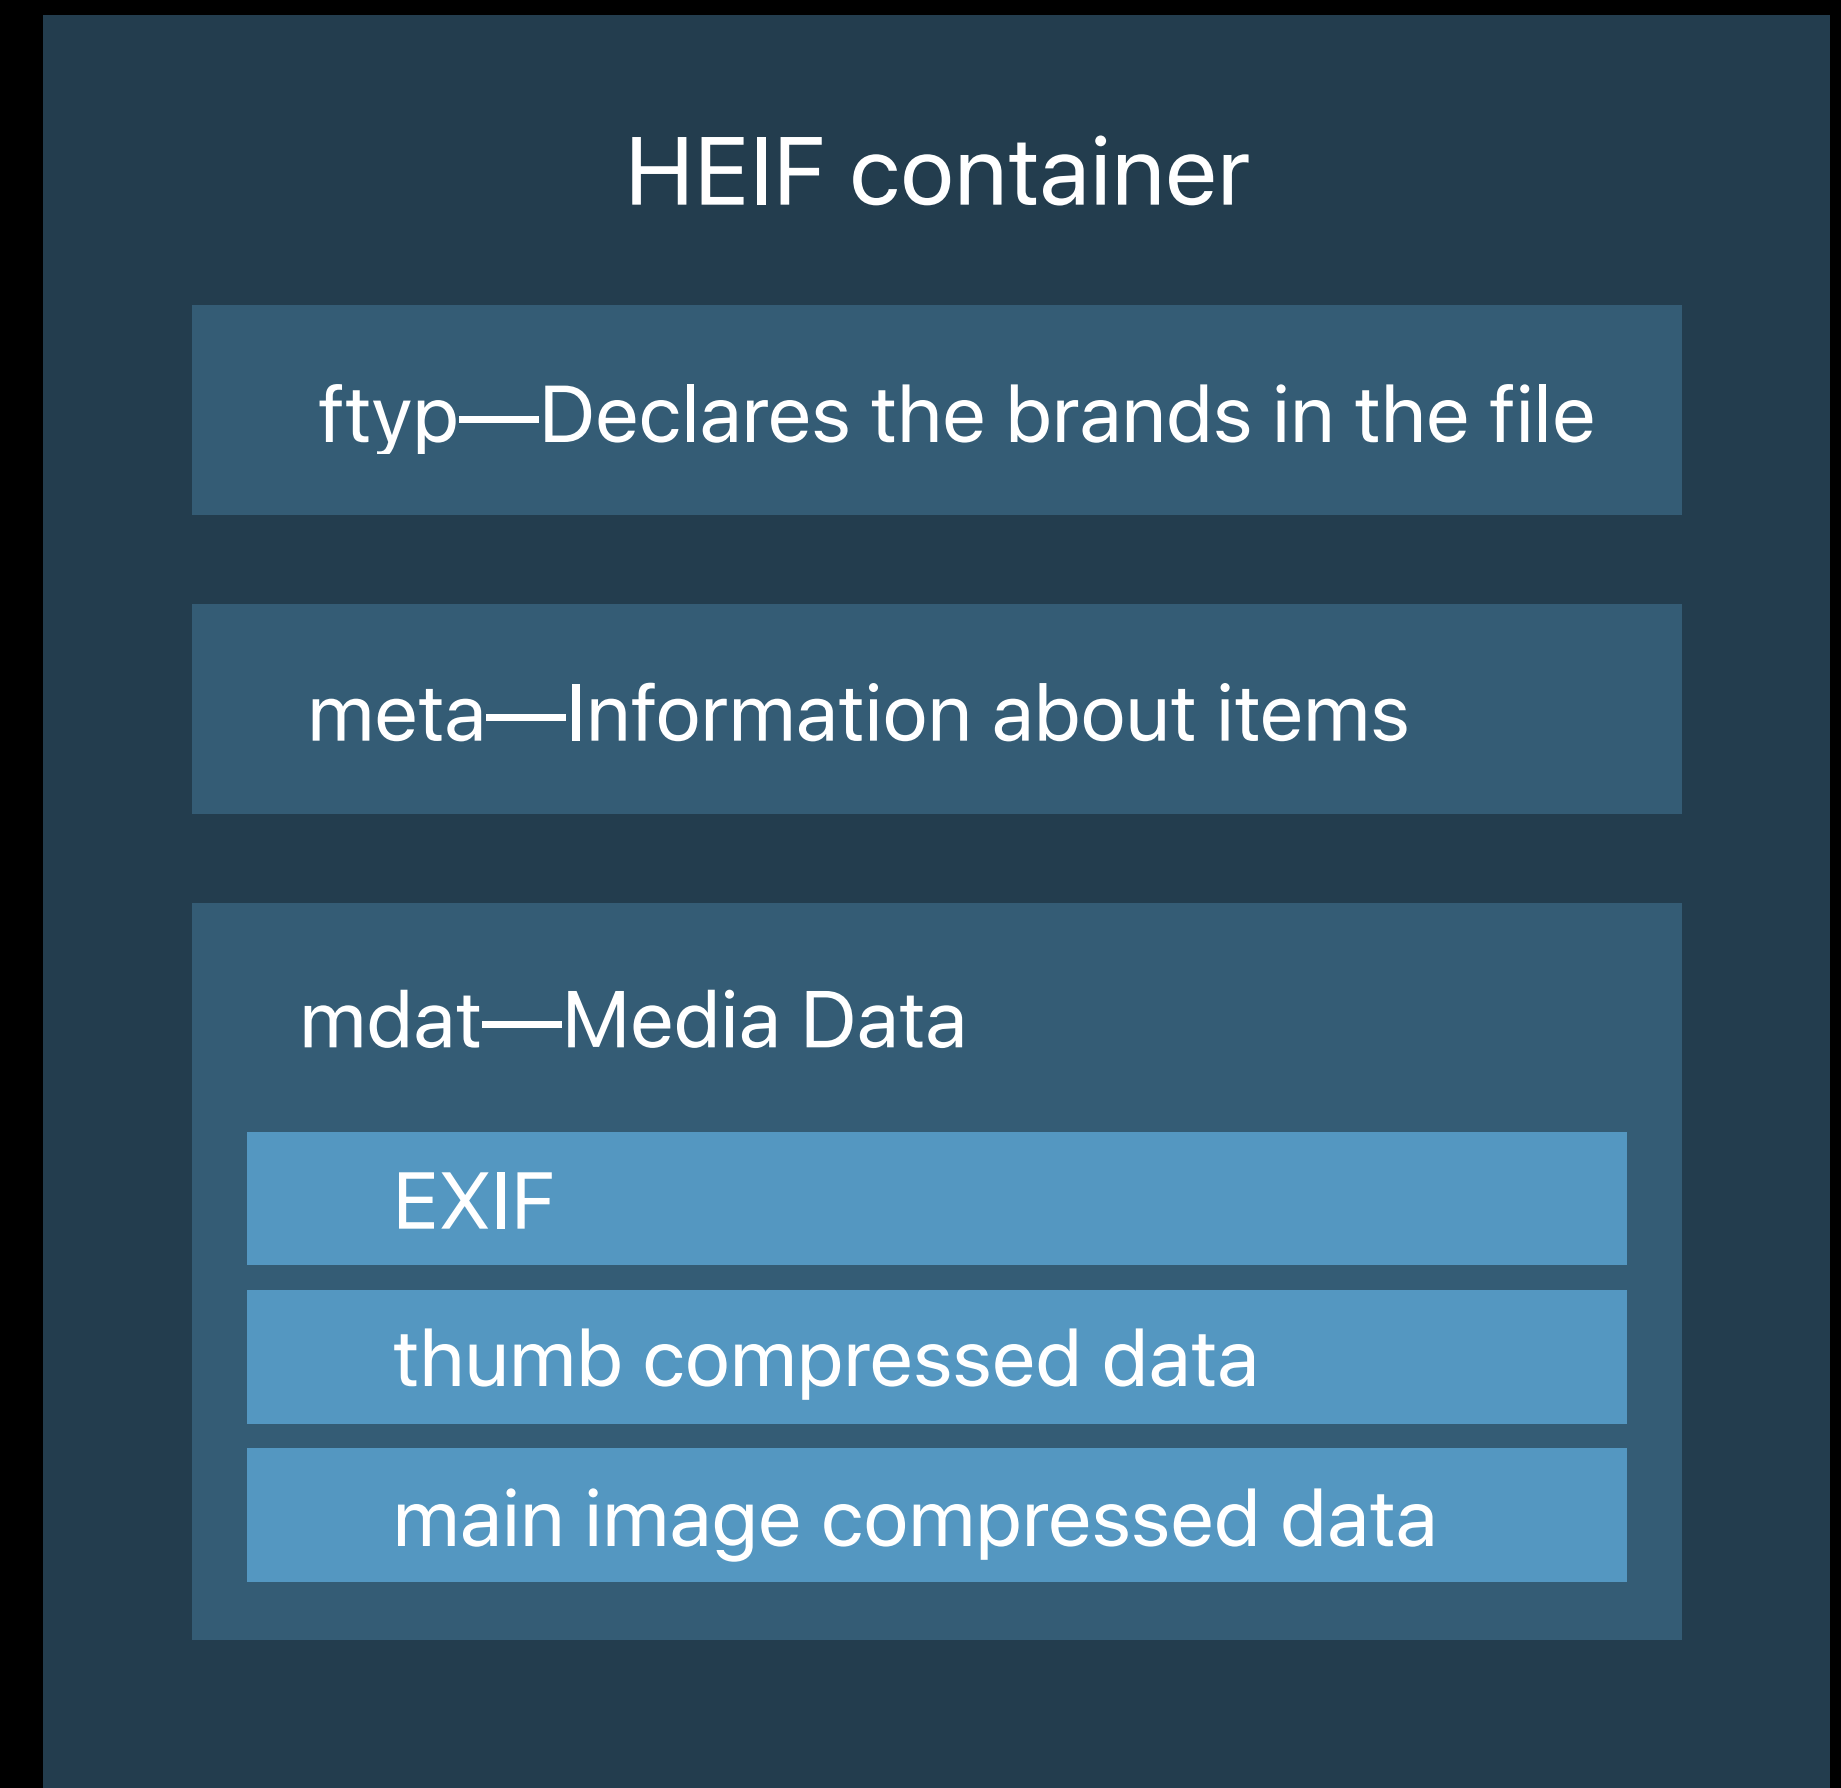 HEIF container
ftyp—Declares the brands in the file
meta—Information about items
mdat—Media Data
EXIF
thumb compressed data
main image compressed data